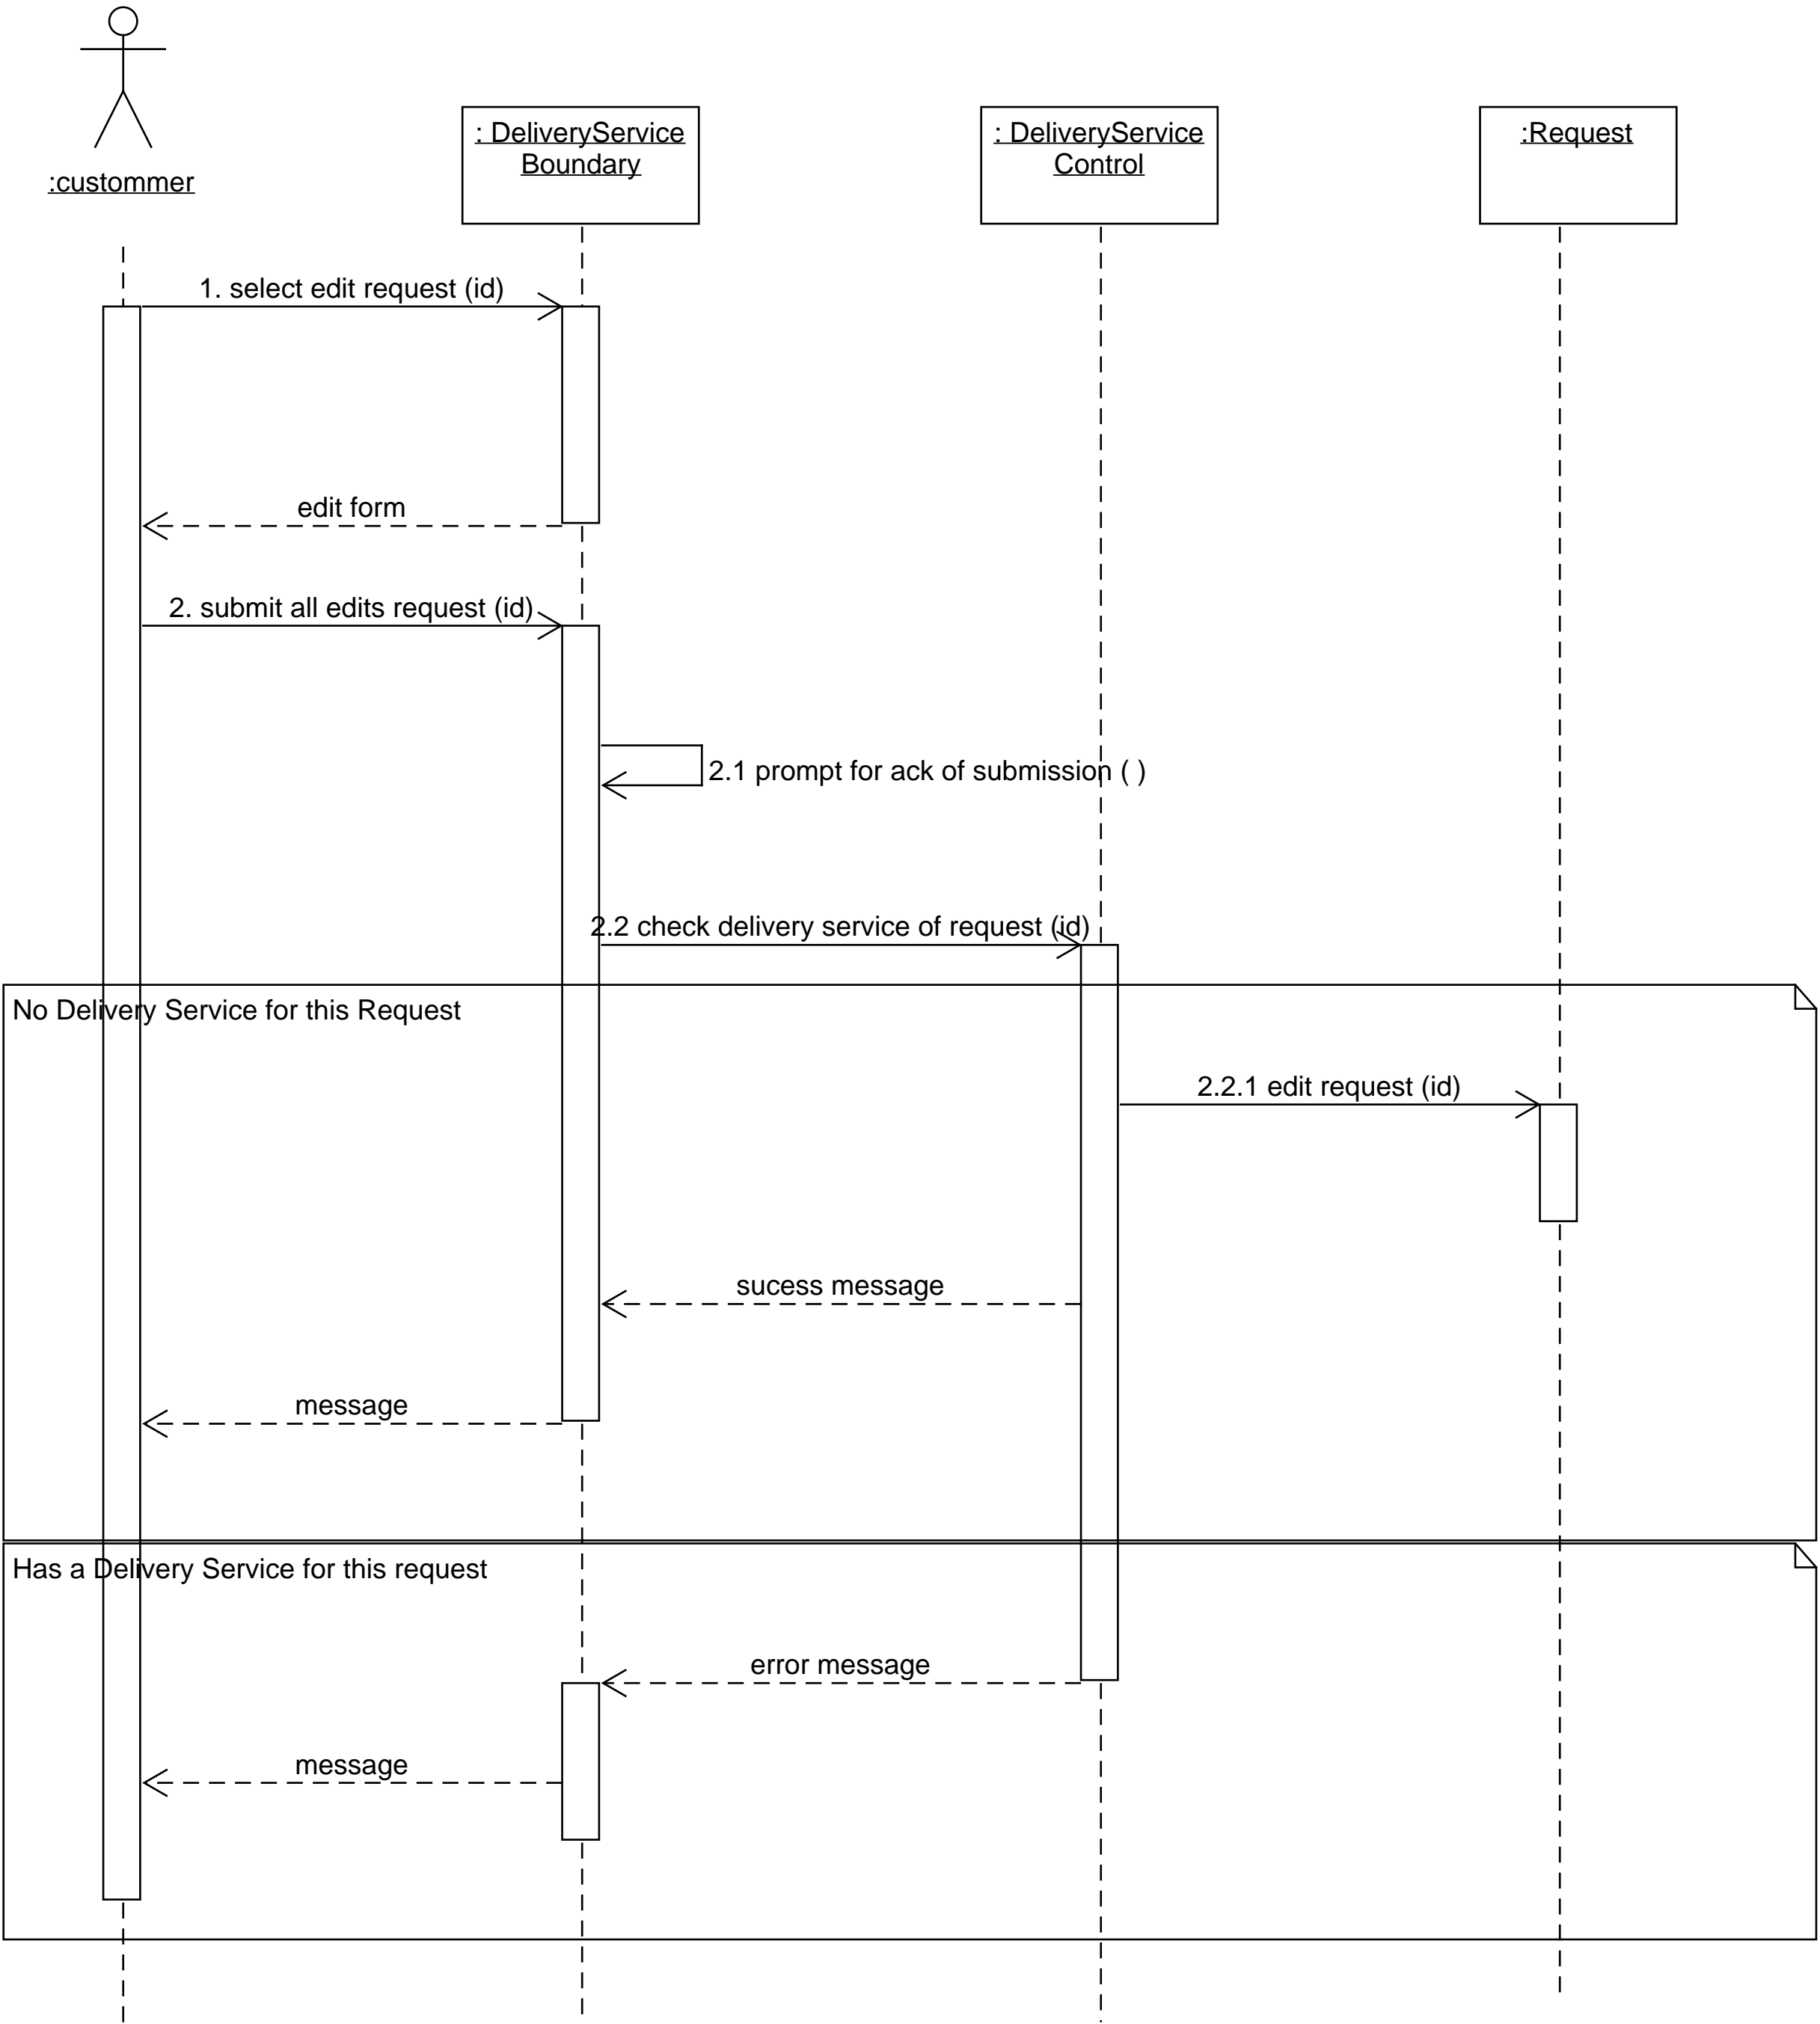 :custommer
: DeliveryService
Boundary
: DeliveryService
Control
:Request
1. select edit request (id)
edit form
2. submit all edits request (id)
2.1 prompt for ack of submission ( )
2.2 check delivery service of request (id)
No Delivery Service for this Request
2.2.1 edit request (id)
sucess message
message
Has a Delivery Service for this request
error message
message